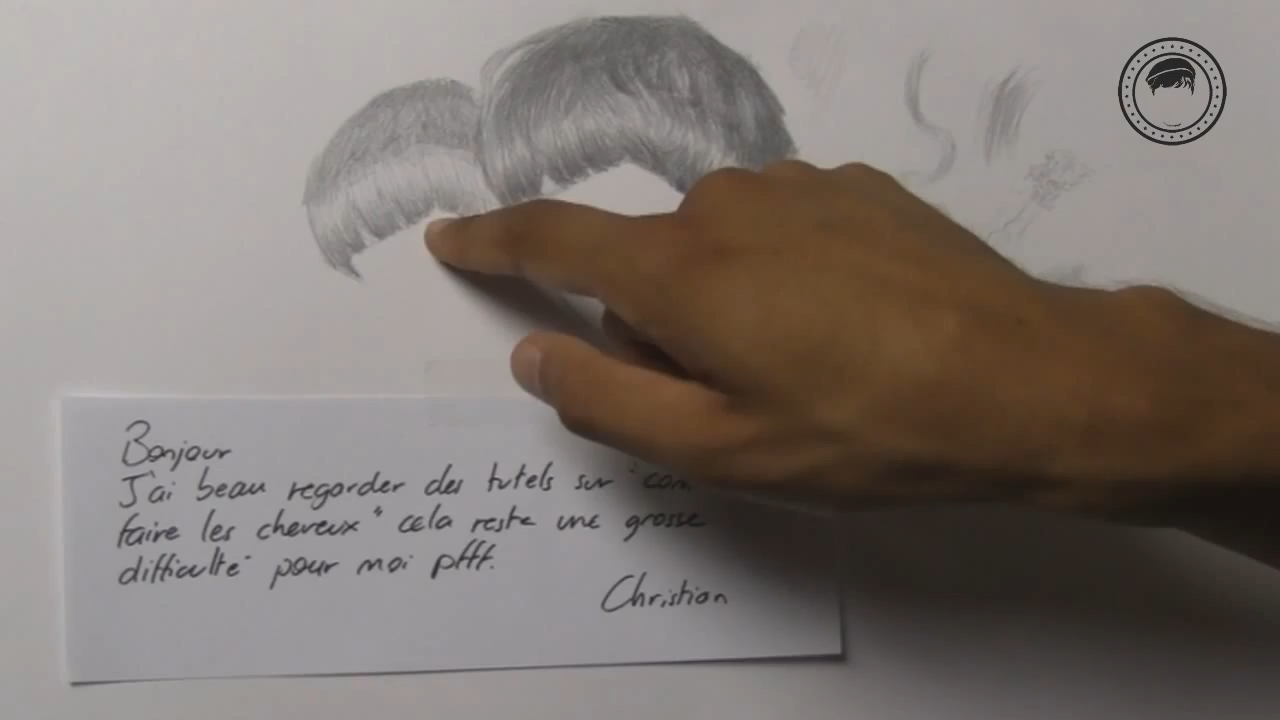 Bonjour
J'ai beau regarder des tutels sur "com
faire les cheveux" cela reste une grosse
difficulté pour moi pfff.
Christian